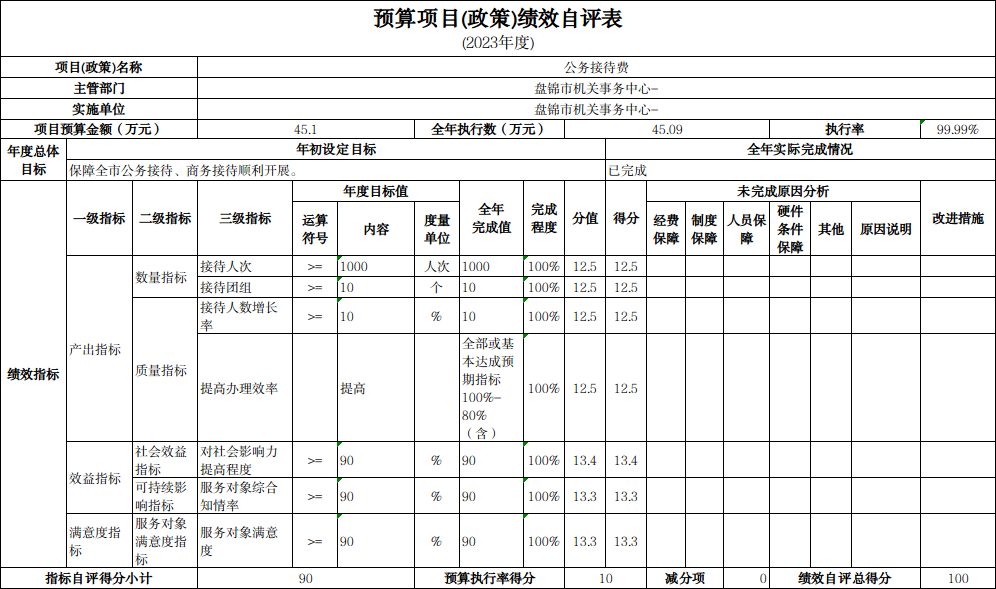 预算项目(政策)绩效自评表
(2023年度)
项目(政策)名称 公务接待费
主管部门 盘锦市机关事务中心-
实施单位 盘锦市机关事务中心-
项目预算金额（万元） 45.1 全年执行数（万元） 45.09 执行率 99.99%
年度总体目标 年初设定目标 全年实际完成情况
保障全市公务接待、商务接待顺利开展。 已完成
绩效指标 一级指标 二级指标 三级指标 年度目标值 全年完成值 完成程度 分值 得分 未完成原因分析 改进措施
运算符号 内容 度量单位 经费保障 制度保障 人员保障 硬件条件保障 其他 原因说明
产出指标 数量指标 接待人次 >= 1000 人次 1000 100% 12.5 12.5
接待团组 >= 10 个 10 100% 12.5 12.5
质量指标 接待人数增长率 >= 10 % 10 100% 12.5 12.5
提高办理效率 提高 全部或基本达成预期指标100%-80%（含） 100% 12.5 12.5
效益指标 社会效益指标 对社会影响力提高程度 >= 90 % 90 100% 13.4 13.4
可持续影响指标 服务对象综合知情率 >= 90 % 90 100% 13.3 13.3
满意度指标 服务对象满意度指标 服务对象满意度 >= 90 % 90 100% 13.3 13.3
指标自评得分小计 90 预算执行率得分 10 减分项 0 绩效自评总得分 100